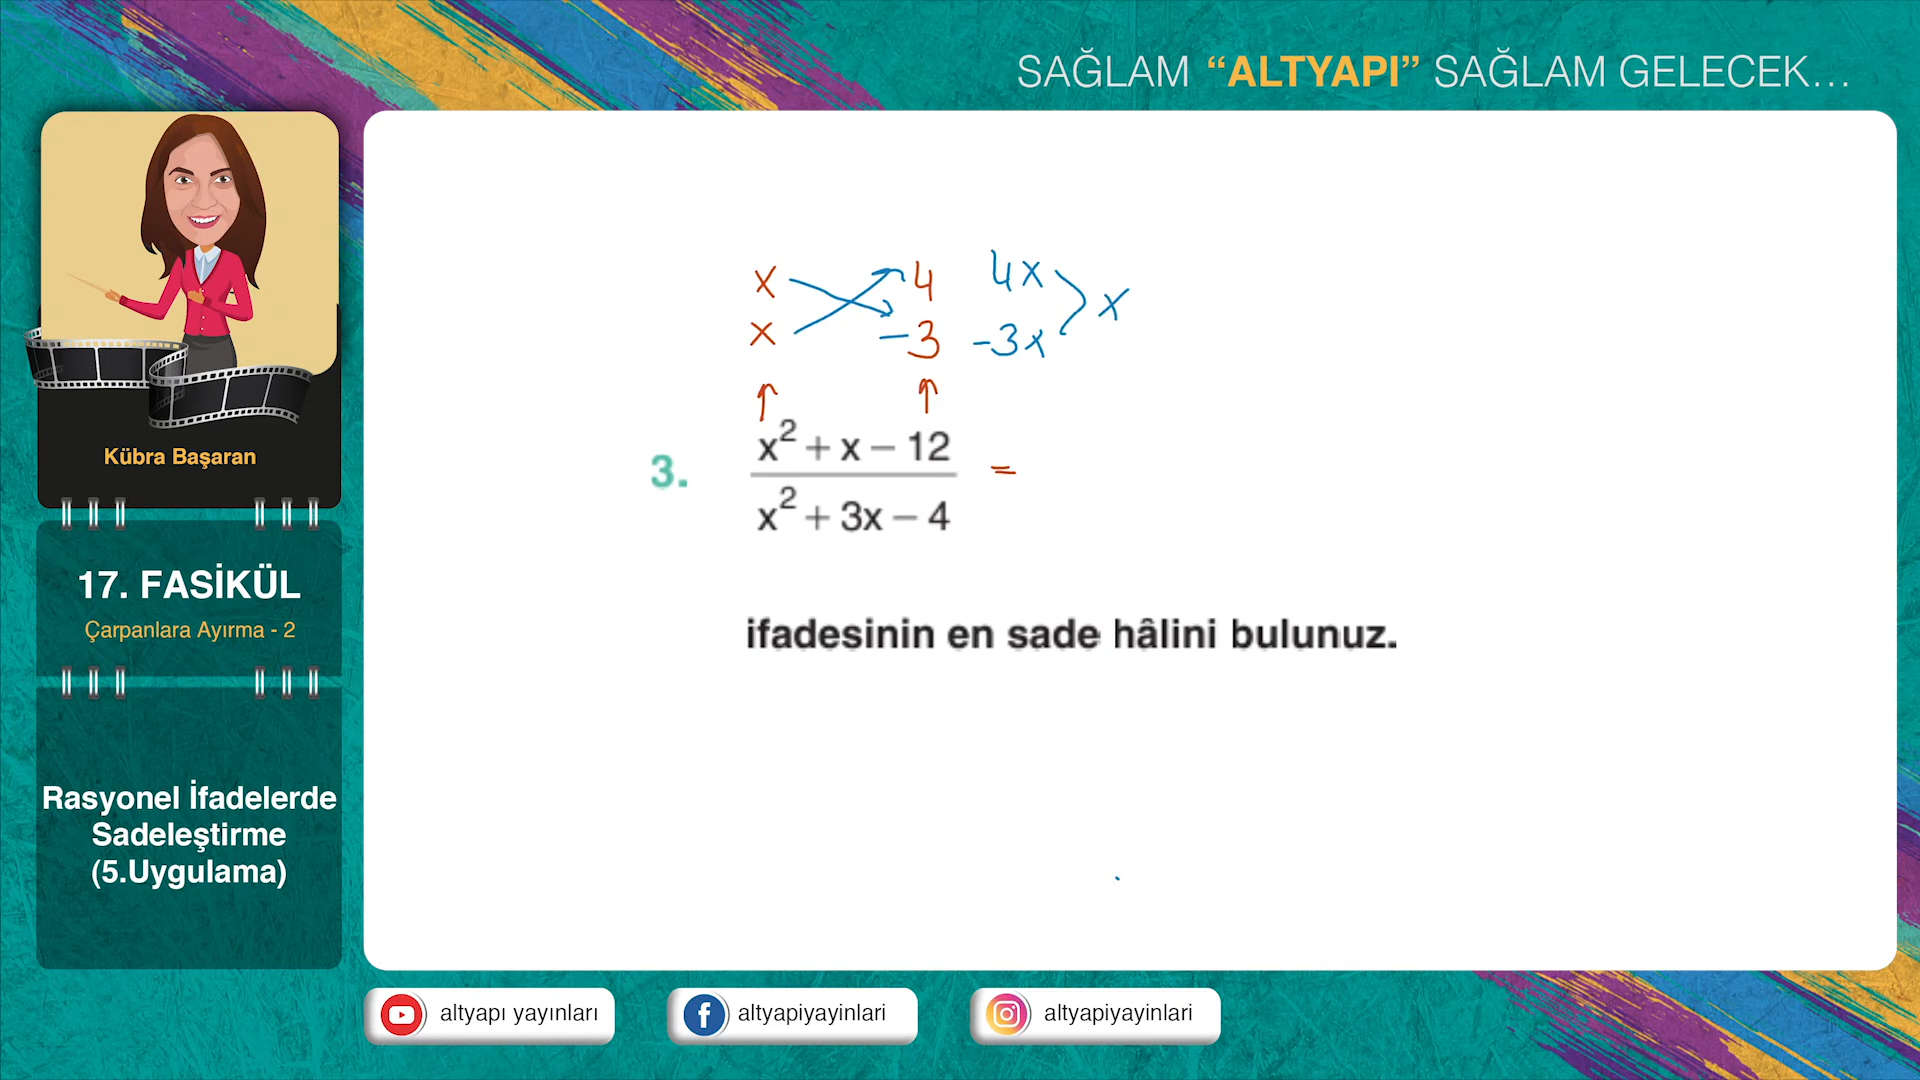 SAĞLAM “ALTYAPI” SAĞLAM GELECEK...
Kübra Başaran
17. FASİKÜL
Çarpanlara Ayırma - 2
Rasyonel İfadelerde
Sadeleştirme
(5.Uygulama)
x 4 4x
x -3 -3x x
3. x² + x − 12 =
x² + 3x − 4
ifadesinin en sade hâlini bulunuz.
altyapı yayınları
altyapiyayinlari
altyapiyayinlari